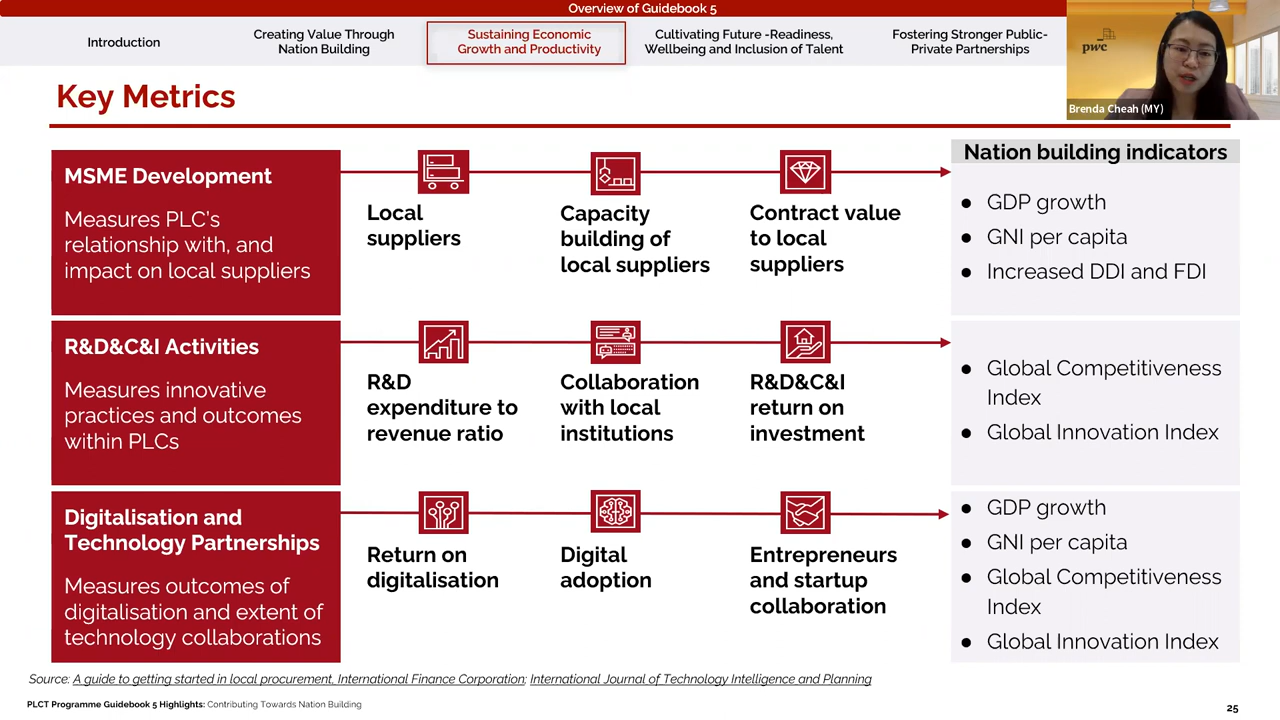 Overview of Guidebook 5
Introduction
Creating Value Through
Nation Building
Sustaining Economic
Growth and Productivity
Cultivating Future -Readiness,
Wellbeing and Inclusion of Talent
Fostering Stronger Public-
Private Partnerships
pwc
Brenda Cheah (MY)
Key Metrics
Nation building indicators
MSME Development
Measures PLC's
relationship with, and
impact on local suppliers
Local
suppliers
Capacity
building of
local suppliers
Contract value
to local
suppliers
● GDP growth
● GNI per capita
● Increased DDI and FDI
R&D&C&I Activities
Measures innovative
practices and outcomes
within PLCs
R&D
expenditure to
revenue ratio
Collaboration
with local
institutions
R&D&C&I
return on
investment
● Global Competitiveness
Index
● Global Innovation Index
Digitalisation and
Technology Partnerships
Measures outcomes of
digitalisation and extent of
technology collaborations
Return on
digitalisation
Digital
adoption
Entrepreneurs
and startup
collaboration
● GDP growth
● GNI per capita
● Global Competitiveness
Index
● Global Innovation Index
Source: A guide to getting started in local procurement, International Finance Corporation; International Journal of Technology Intelligence and Planning
PLCT Programme Guidebook 5 Highlights: Contributing Towards Nation Building
25